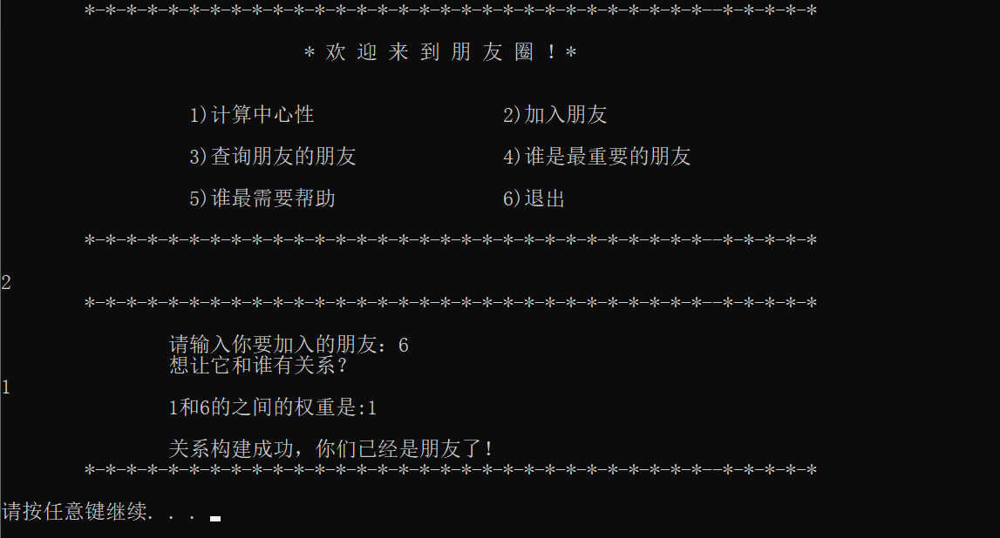 *-*-*-*-*-*-*-*-*-*-*-*-*-*-*-*-*-*-*-*-*-*-*-*-*-*-*-*-*-*--*-*-*-*-*
* 欢 迎 来 到 朋 友 圈 ! *
1)计算中心性 2)加入朋友
3)查询朋友的朋友 4)谁是最重要的朋友
5)谁最需要帮助 6)退出
*-*-*-*-*-*-*-*-*-*-*-*-*-*-*-*-*-*-*-*-*-*-*-*-*-*-*-*-*-*--*-*-*-*-*
2
*-*-*-*-*-*-*-*-*-*-*-*-*-*-*-*-*-*-*-*-*-*-*-*-*-*-*-*-*-*--*-*-*-*-*
请输入你要加入的朋友: 6
想让它和谁有关系?
1
1和6的之间的权重是:1
关系构建成功, 你们已经是朋友了!
*-*-*-*-*-*-*-*-*-*-*-*-*-*-*-*-*-*-*-*-*-*-*-*-*-*-*-*-*-*--*-*-*-*-*
请按任意键继续. . .